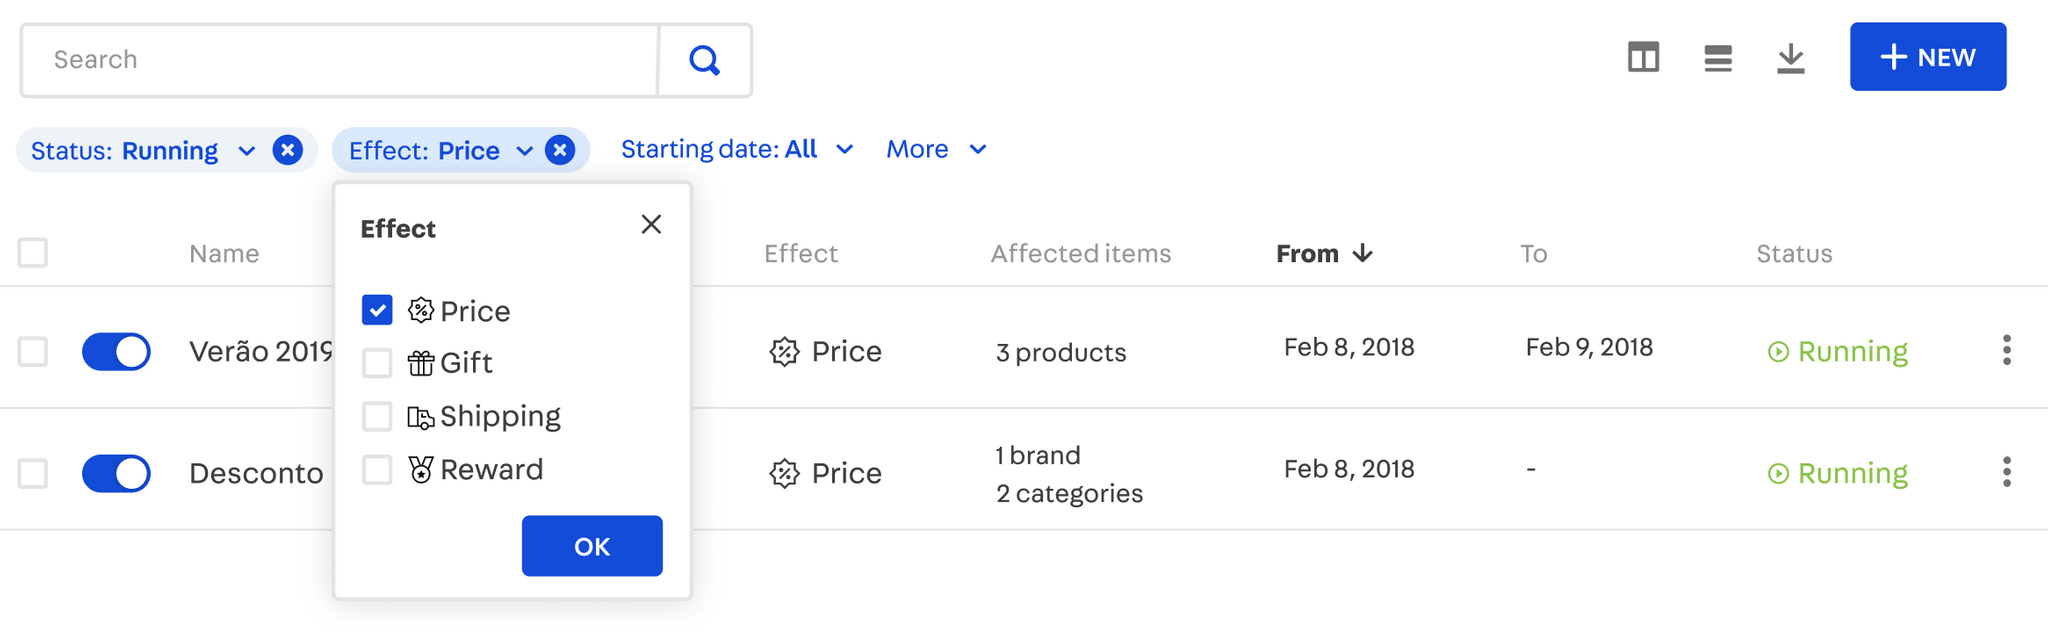 Search
+ NEW
Status: Running
Effect: Price
Starting date: All
More
Effect
Price
Gift
Shipping
Reward
OK
Name
Effect
Affected items
From
To
Status
Verão 2019
Price
3 products
Feb 8, 2018
Feb 9, 2018
Running
Desconto
Price
1 brand
2 categories
Feb 8, 2018
-
Running